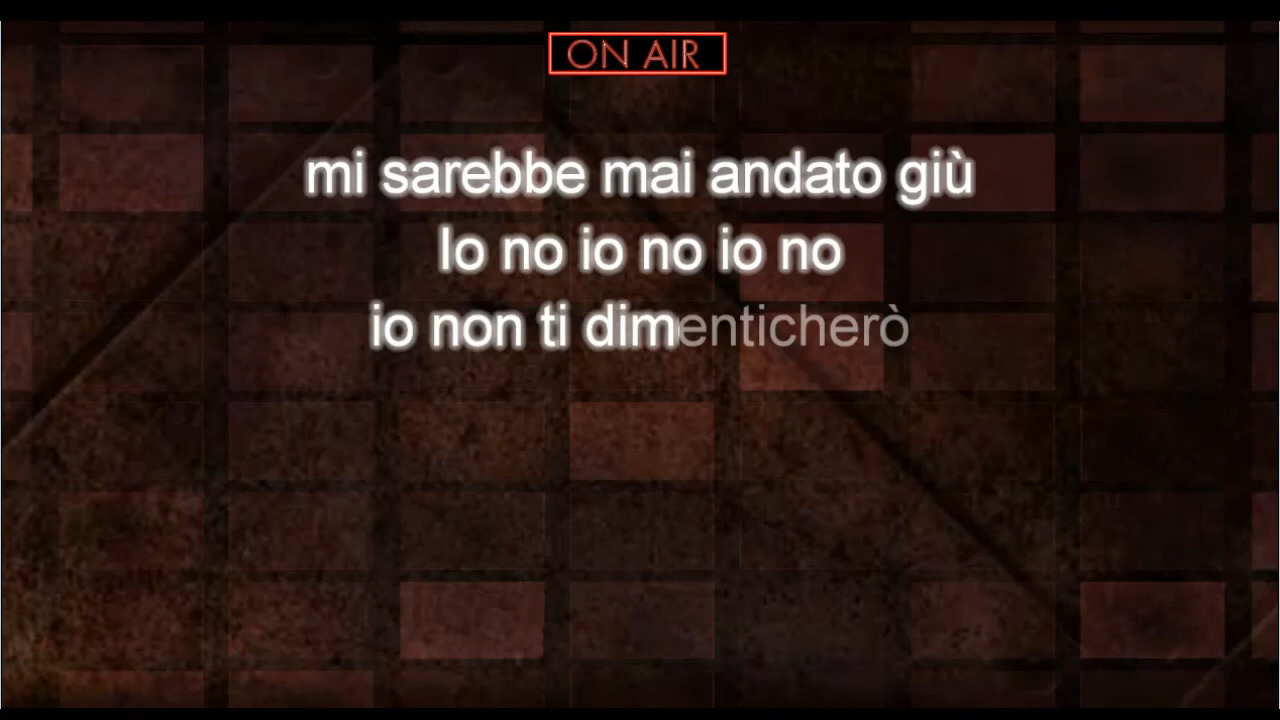 ON AIR
mi sarebbe mai andato giù
Io no io no io no
io non ti dimenticherò